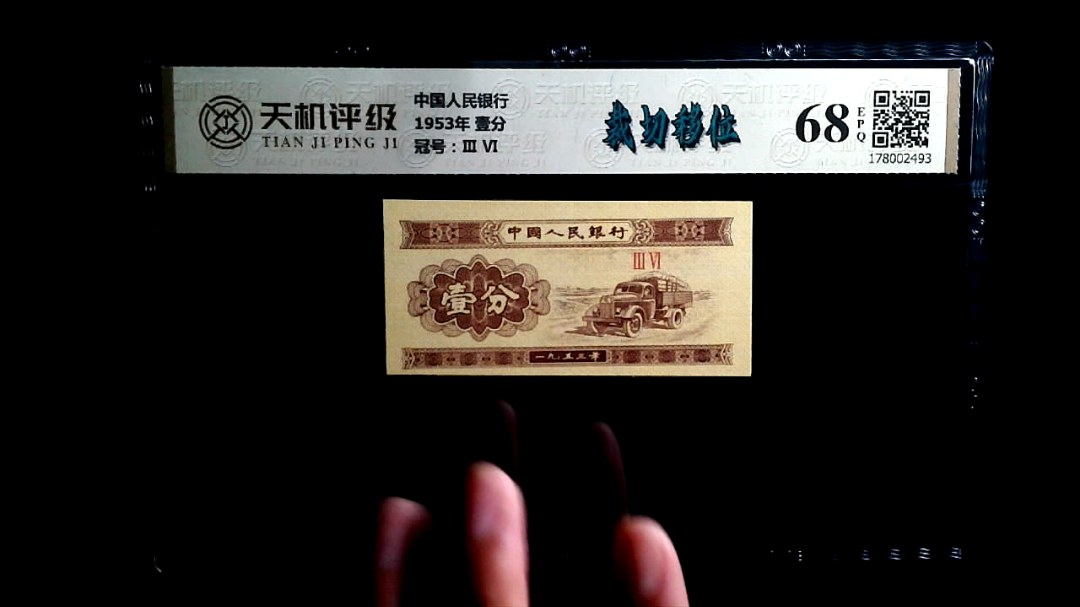 天机评级
TIAN JI PING JI
中国人民银行
1953年 壹分
冠号：Ⅲ Ⅵ
裁切移位
68
EPQ
178002493
中國人民銀行
Ⅲ Ⅵ
壹分
一九五三年